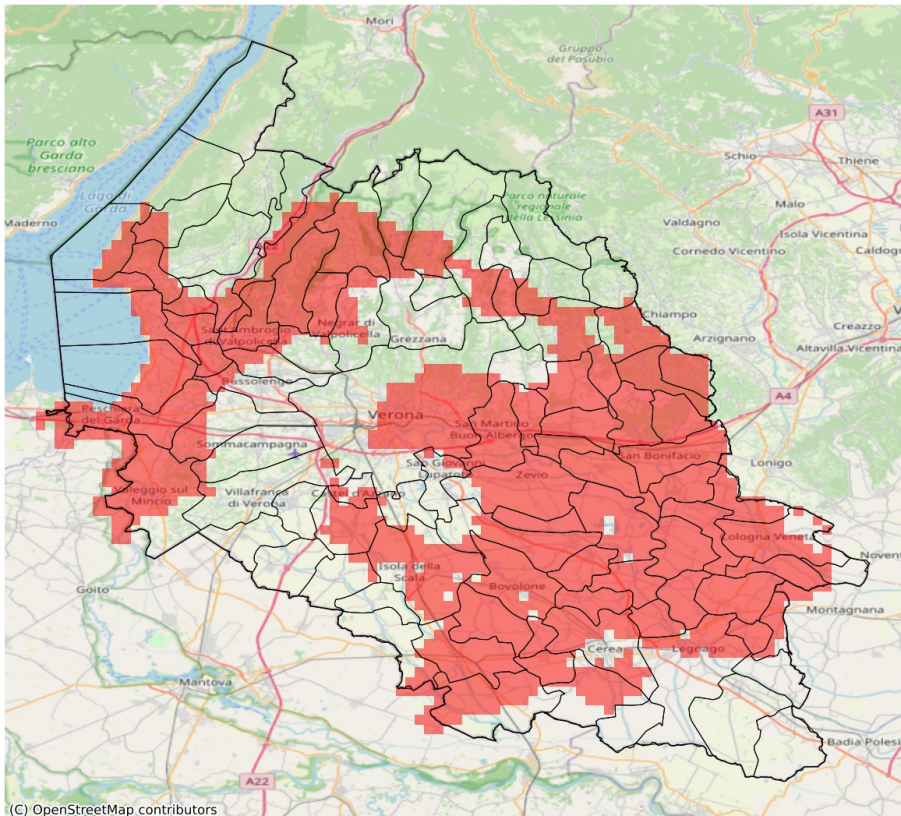 Mori
Gruppo
del Pasubio
A31
Parco alto
Garda
bresciano
Schio
Thiene
Lago di
Garda
Parco naturale
regionale
della Lessinia
Malo
Maderno
Valdagno
Isola Vicentina
Cornedo Vicentino
Chiampo
Creazzo
Sant'Ambrogio
di Valpolicella
Negrar di
Valpolicella
Grezzana
Arzignano
Altavilla Vicentina
Bussolengo
A4
Peschiera
del Garda
Verona
San Martino
Buon Albergo
Sommacampagna
San Bonifacio
San Giovanni
Lupatoto
Zevio
Lonigo
Valeggio sul
Mincio
Villafranca
di Verona
Castel d'Azzano
Cologna Veneta
Isola della
Scala
Bovolone
Goito
Montagnana
Cerea
Legnago
Mantova
Badia Polesi
A22
(C) OpenStreetMap contributors